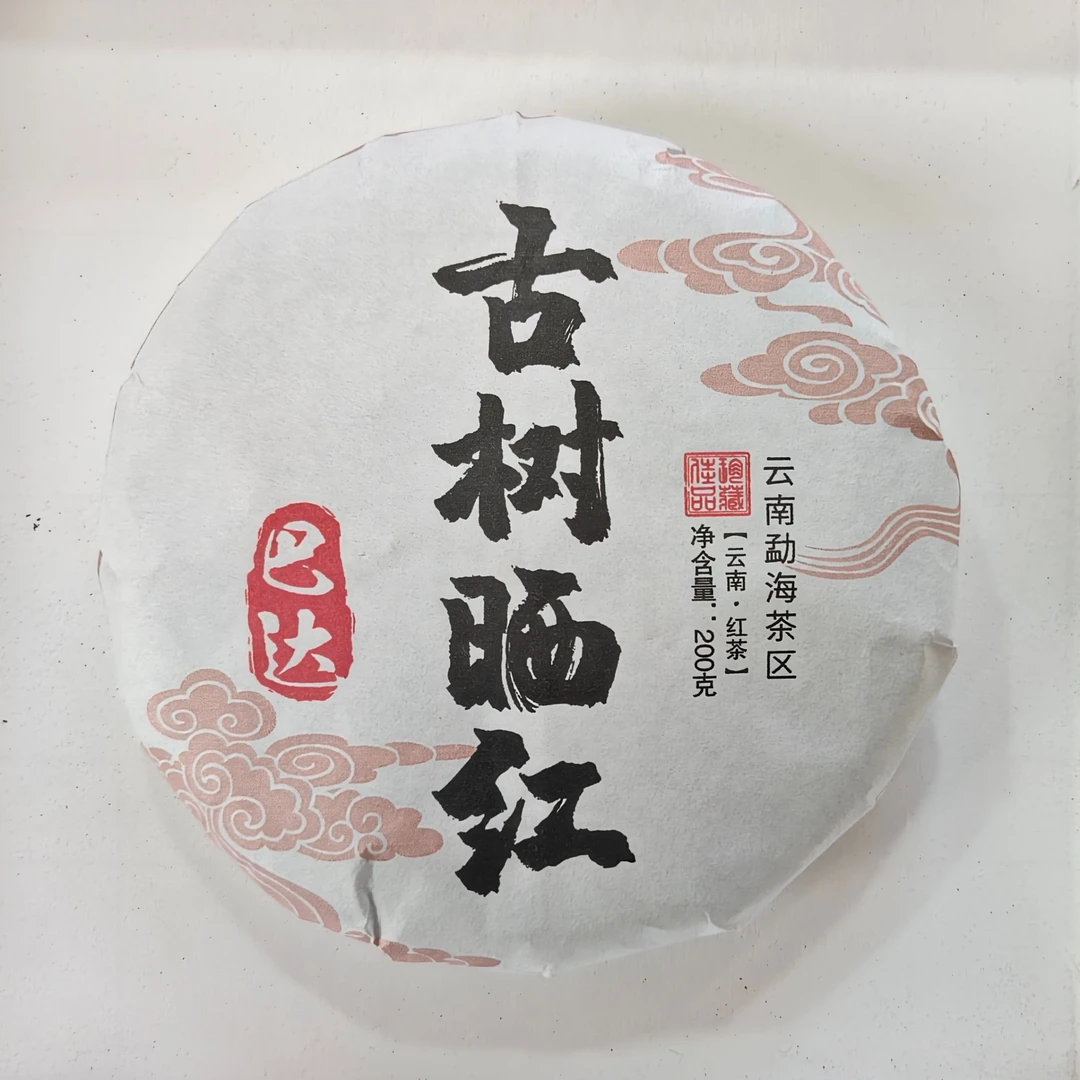 云南勐海茶区
【云南·红茶】
珍藏佳品
净含量：200克
古树晒红
巴达